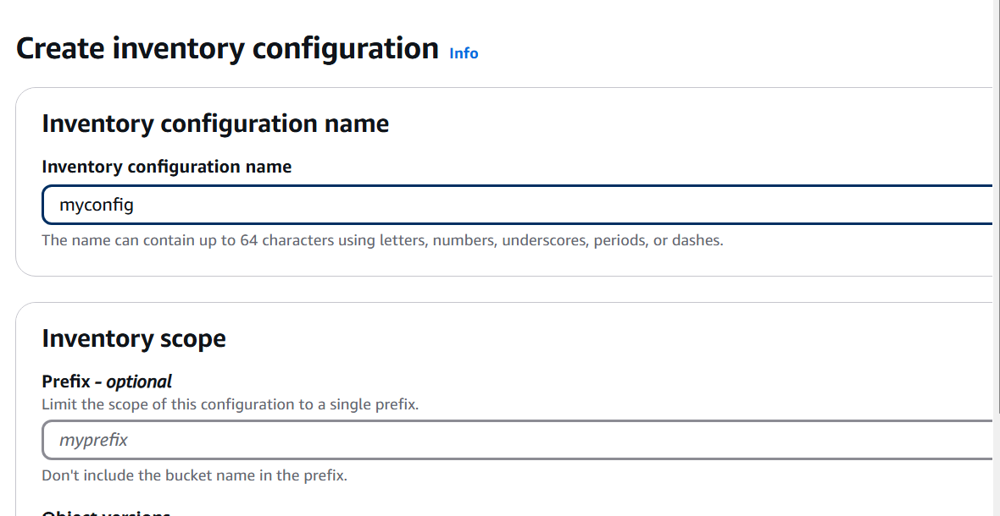 Create inventory configuration Info
Inventory configuration name
Inventory configuration name
myconfig
The name can contain up to 64 characters using letters, numbers, underscores, periods, or dashes.
Inventory scope
Prefix - optional
Limit the scope of this configuration to a single prefix.
myprefix
Don't include the bucket name in the prefix.
Object versions